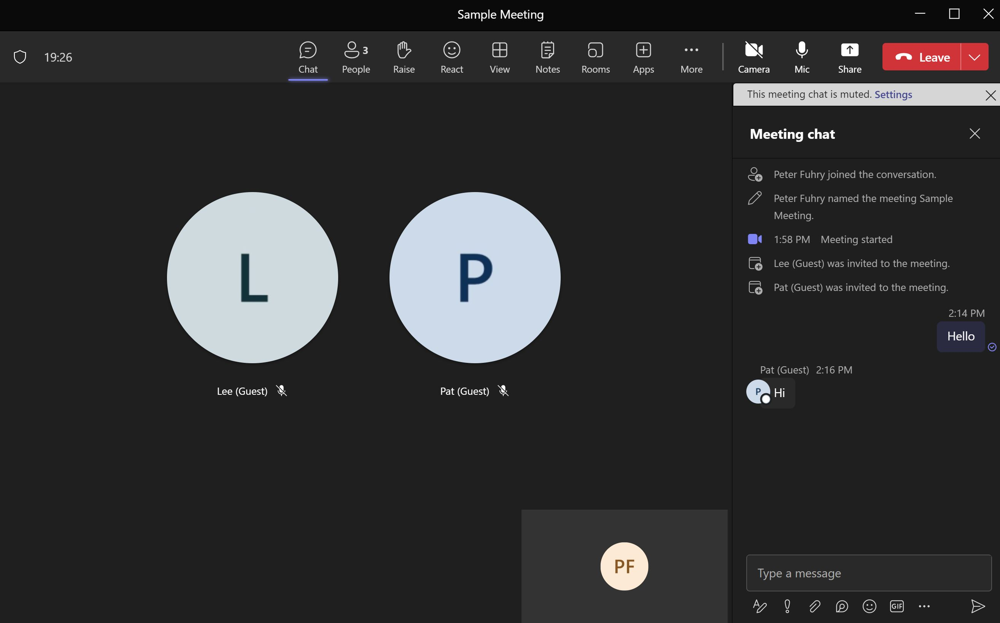 Sample Meeting
19:26
Chat
People 3
Raise
React
View
Notes
Rooms
Apps
More
Camera
Mic
Share
Leave
This meeting chat is muted. Settings
Meeting chat
Peter Fuhry joined the conversation.
Peter Fuhry named the meeting Sample
Meeting.
1:58 PM Meeting started
Lee (Guest) was invited to the meeting.
Pat (Guest) was invited to the meeting.
2:14 PM
Hello
Pat (Guest) 2:16 PM
P
Hi
L
P
Lee (Guest)
Pat (Guest)
PF
Type a message
GIF